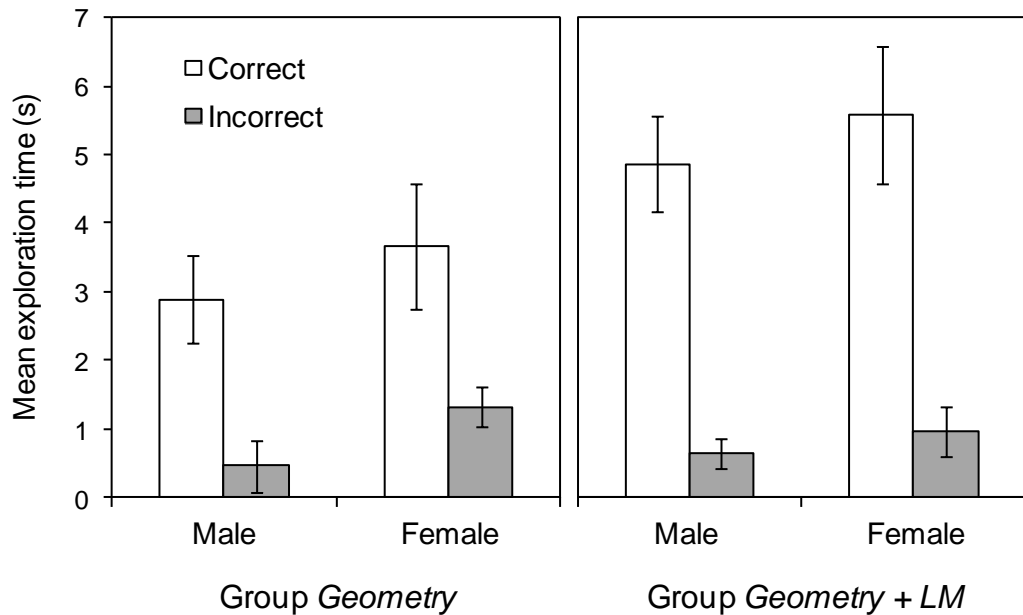 Mean exploration time (s)
7
6
5
4
3
2
1
0
Correct
Incorrect
Male Female Male Female
Group Geometry Group Geometry + LM